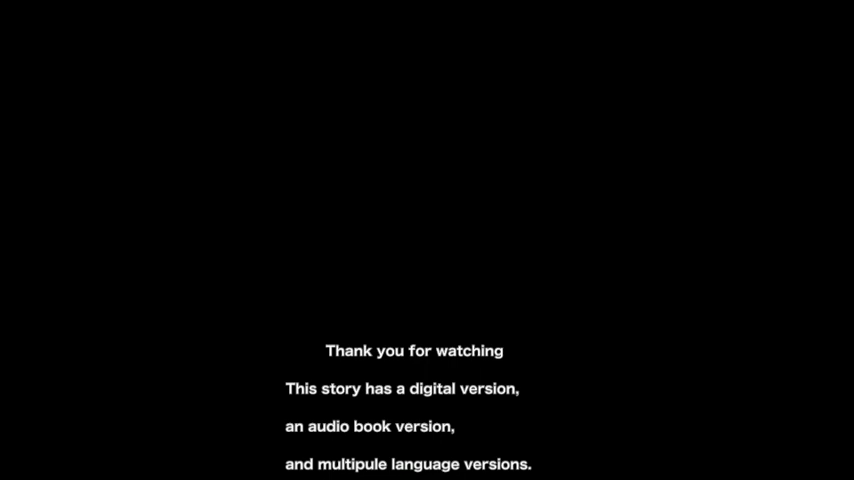 Thank you for watching
This story has a digital version,
an audio book version,
and multipule language versions.